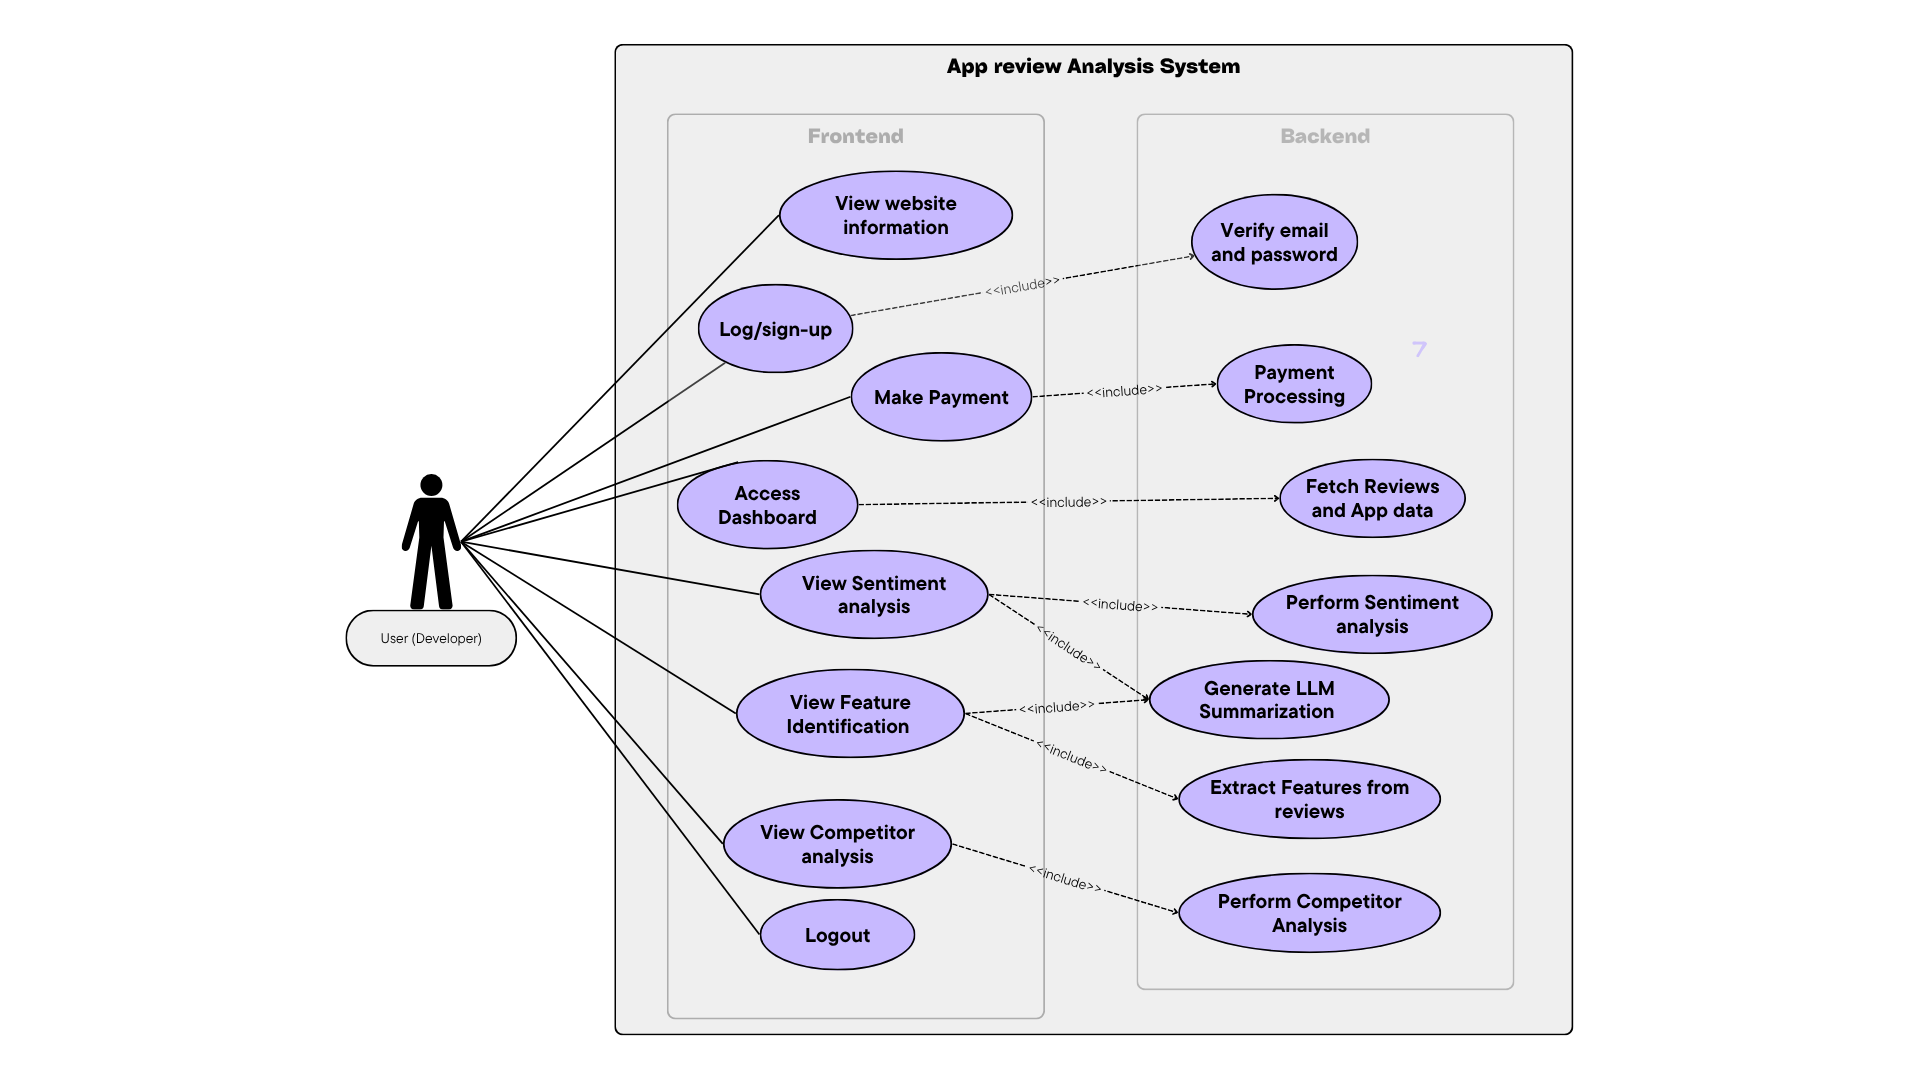 App review Analysis System
Frontend
View website
information
Log/sign-up
Make Payment
Access
Dashboard
View Sentiment
analysis
View Feature
Identification
View Competitor
analysis
Logout
<<include>>
<<include>>
<<include>>
<<include>>
<<include>>
<<include>>
<<include>>
<<include>>
Backend
Verify email
and password
Payment
Processing
7
Fetch Reviews
and App data
Perform Sentiment
analysis
Generate LLM
Summarization
Extract Features from
reviews
Perform Competitor
Analysis
User (Developer)